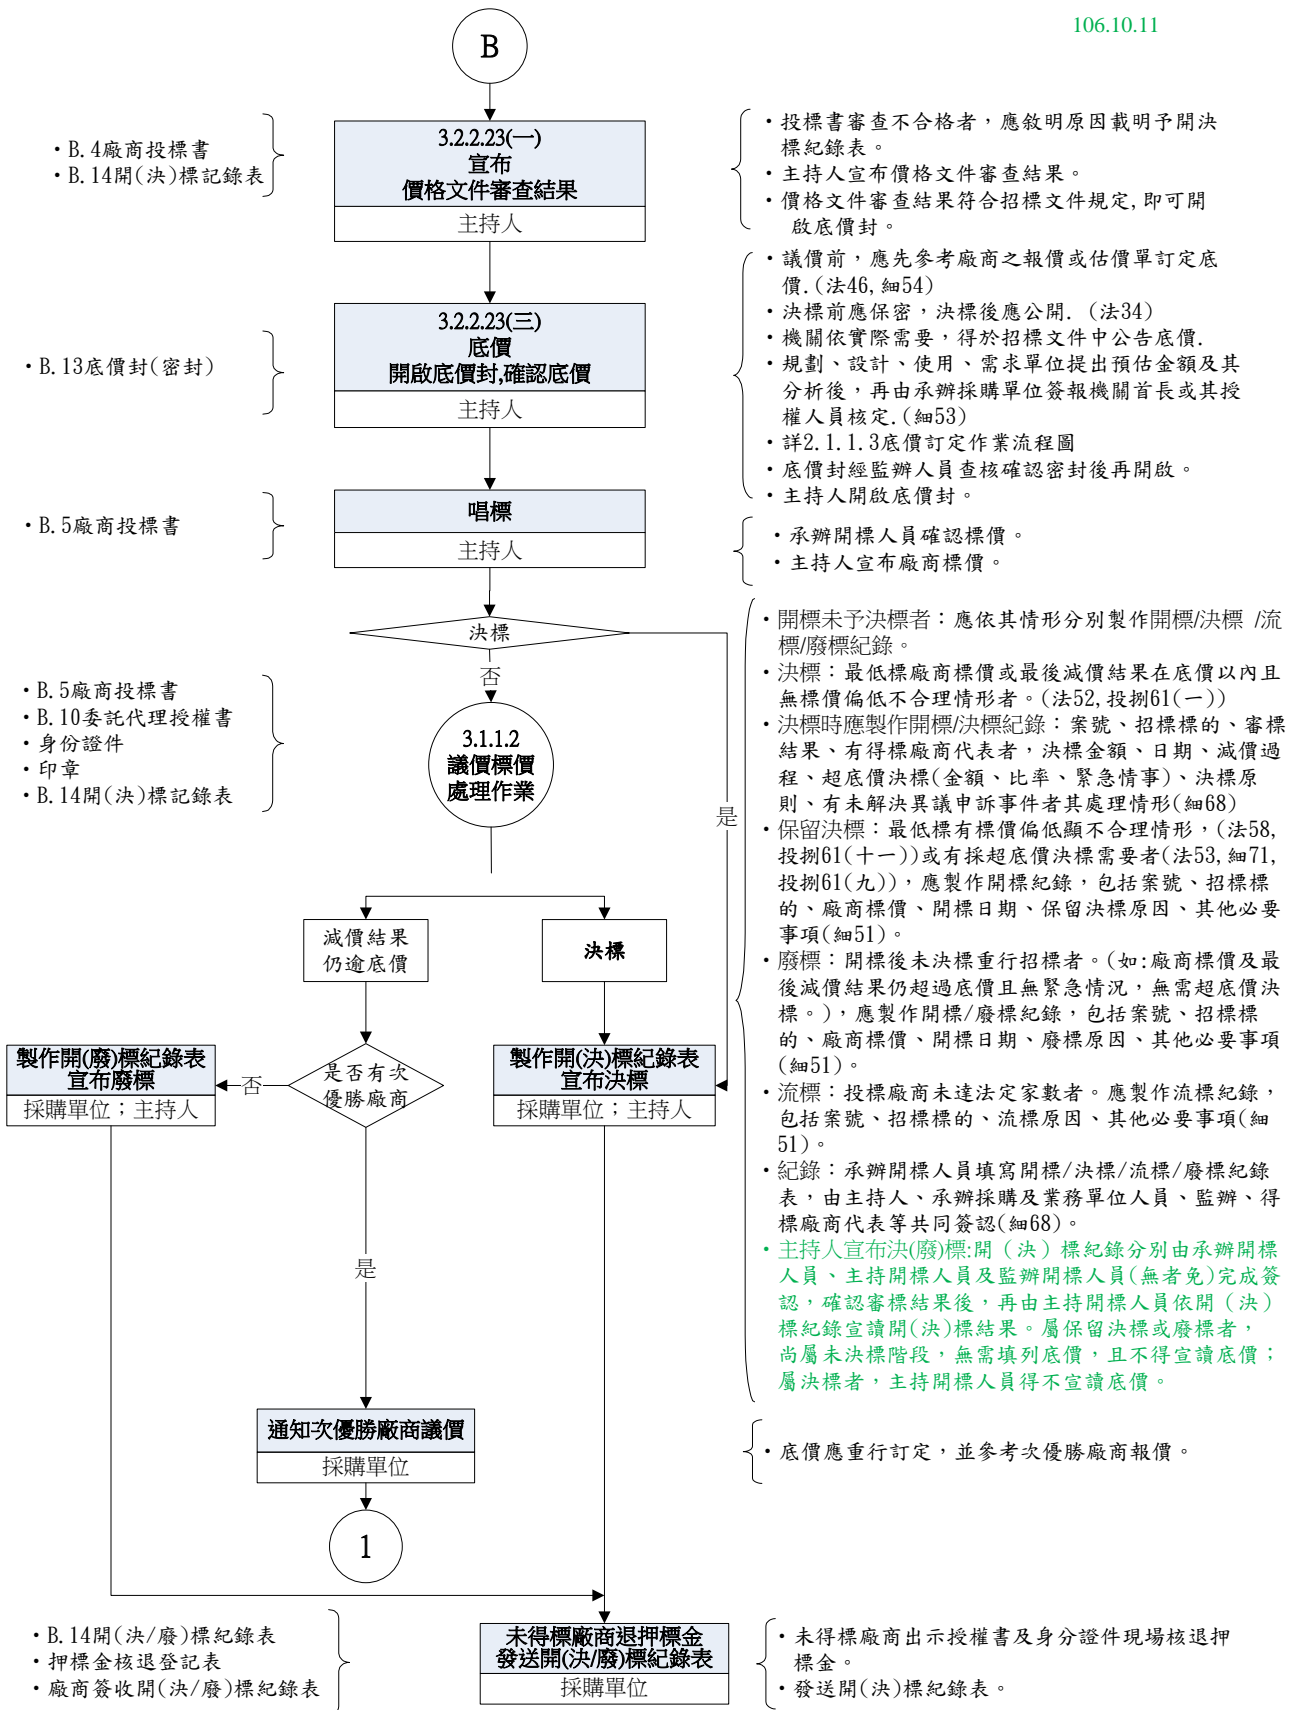 106.10.11
B
・B.4廠商投標書
・B.14開(決)標記錄表
3.2.2.23(一)
宣布
價格文件審查結果
主持人
・投標書審查不合格者，應敘明原因載明予開決
標紀錄表。
・主持人宣布價格文件審查結果。
・價格文件審查結果符合招標文件規定,即可開
啟底價封。
・B.13底價封(密封)
3.2.2.23(三)
底價
開啟底價封,確認底價
主持人
・議價前，應先參考廠商之報價或估價單訂定底
價.(法46,細54)
・決標前應保密，決標後應公開. (法34)
・機關依實際需要，得於招標文件中公告底價.
・規劃、設計、使用、需求單位提出預估金額及其
分析後，再由承辦採購單位簽報機關首長或其授
權人員核定.(細53)
・詳2.1.1.3底價訂定作業流程圖
・底價封經監辦人員查核確認密封後再開啟。
・主持人開啟底價封。
・B.5廠商投標書
唱標
主持人
・承辦開標人員確認標價。
・主持人宣布廠商標價。
決標
否
是
・B.5廠商投標書
・B.10委託代理授權書
・身份證件
・印章
・B.14開(決)標記錄表
3.1.1.2
議價標價
處理作業
・開標未予決標者：應依其情形分別製作開標/決標 /流
標/廢標紀錄。
・決標：最低標廠商標價或最後減價結果在底價以內且
無標價偏低不合理情形者。(法52,投捌61(一))
・決標時應製作開標/決標紀錄：案號、招標標的、審標
結果、有得標廠商代表者，決標金額、日期、減價過
程、超底價決標(金額、比率、緊急情事)、決標原
則、有未解決異議申訴事件者其處理情形(細68)
・保留決標：最低標有標價偏低顯不合理情形，(法58,
投捌61(十一))或有採超底價決標需要者(法53,細71,
投捌61(九))，應製作開標紀錄，包括案號、招標標
的、廠商標價、開標日期、保留決標原因、其他必要
事項(細51)。
・廢標：開標後未決標重行招標者。(如:廠商標價及最
後減價結果仍超過底價且無緊急情況，無需超底價決
標。)，應製作開標/廢標紀錄，包括案號、招標標
的、廠商標價、開標日期、廢標原因、其他必要事項
(細51)。
・流標：投標廠商未達法定家數者。應製作流標紀錄，
包括案號、招標標的、流標原因、其他必要事項(細
51)。
・紀錄：承辦開標人員填寫開標/決標/流標/廢標紀錄
表，由主持人、承辦採購及業務單位人員、監辦、得
標廠商代表等共同簽認(細68)。
・主持人宣布決(廢)標:開（決）標紀錄分別由承辦開標
人員、主持開標人員及監辦開標人員(無者免)完成簽
認，確認審標結果後，再由主持開標人員依開（決）
標紀錄宣讀開(決)標結果。屬保留決標或廢標者，
尚屬未決標階段，無需填列底價，且不得宣讀底價；
屬決標者，主持開標人員得不宣讀底價。
減價結果
仍逾底價
決標
製作開(廢)標紀錄表
宣布廢標
採購單位；主持人
否
是否有次
優勝廠商
製作開(決)標紀錄表
宣布決標
採購單位；主持人
是
通知次優勝廠商議價
採購單位
・底價應重行訂定，並參考次優勝廠商報價。
1
・B.14開(決/廢)標紀錄表
・押標金核退登記表
・廠商簽收開(決/廢)標紀錄表
未得標廠商退押標金
發送開(決/廢)標紀錄表
採購單位
・未得標廠商出示授權書及身分證件現場核退押
標金。
・發送開(決)標紀錄表。